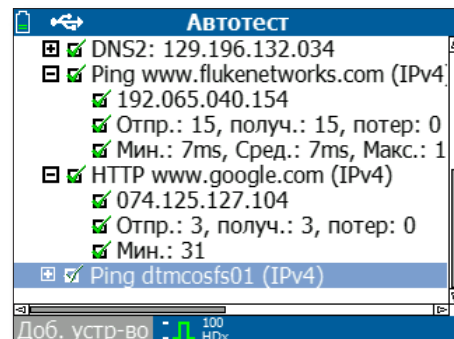 Автотест
DNS2: 129.196.132.034
Ping www.flukenetworks.com (IPv4)
192.065.040.154
Отпр.: 15, получ.: 15, потер: 0
Мин.: 7ms, Сред.: 7ms, Макс.: 1
HTTP www.google.com (IPv4)
074.125.127.104
Отпр.: 3, получ.: 3, потер: 0
Мин.: 31
Ping dtmcosfs01 (IPv4)
Доб. устр-во 100
HDx